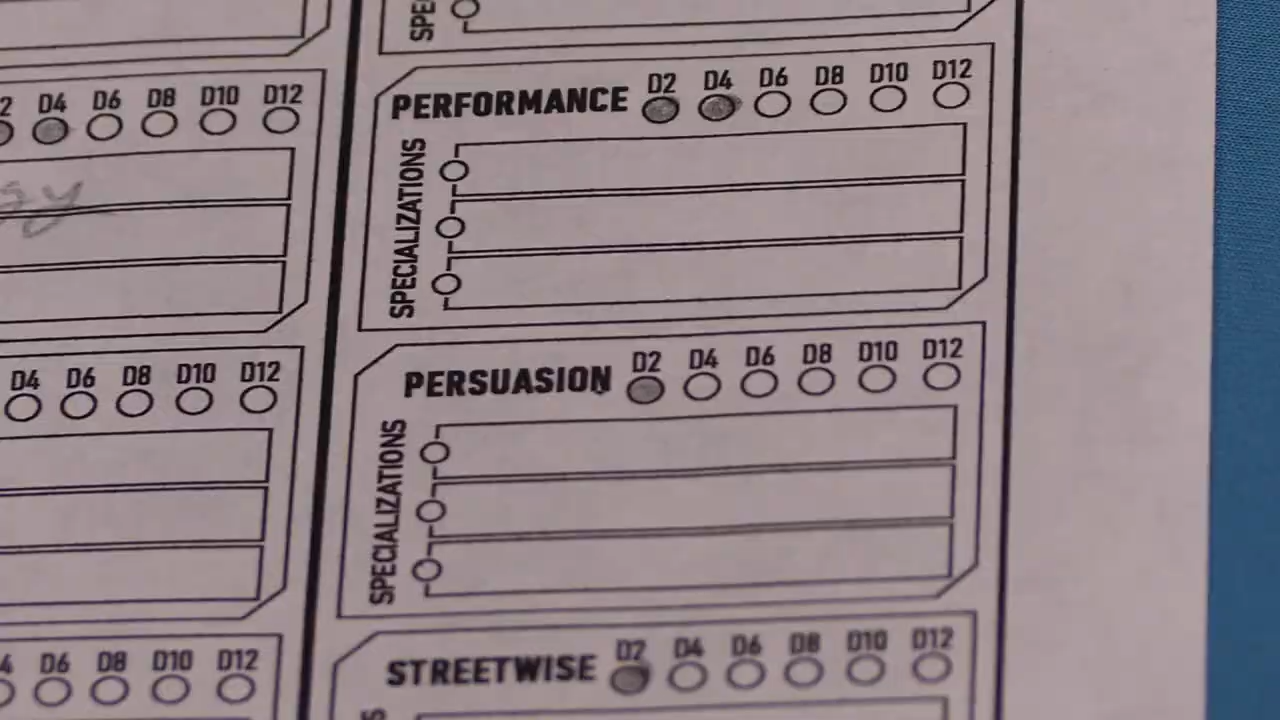 SPE
D4 D6 D8 D10 D12
sy
PERFORMANCE D2 D4 D6 D8 D10 D12
SPECIALIZATIONS
D4 D6 D8 D10 D12
PERSUASION D2 D4 D6 D8 D10 D12
SPECIALIZATIONS
D6 D8 D10 D12
STREETWISE D2 D4 D6 D8 D10 D12